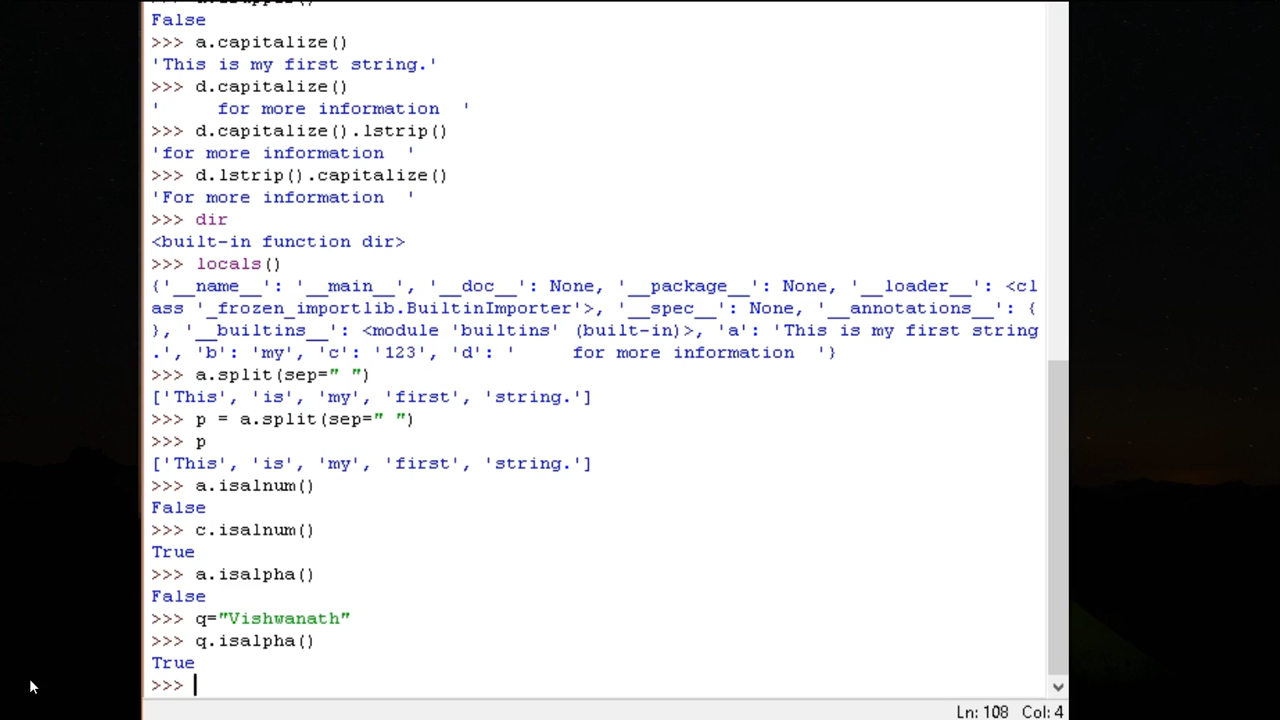 False
>>> a.capitalize()
'This is my first string.'
>>> d.capitalize()
'     for more information  '
>>> d.capitalize().lstrip()
'for more information  '
>>> d.lstrip().capitalize()
'For more information  '
>>> dir
<built-in function dir>
>>> locals()
{'__name__': '__main__', '__doc__': None, '__package__': None, '__loader__': <cl
ass '_frozen_importlib.BuiltinImporter'>, '__spec__': None, '__annotations__': {
}, '__builtins__': <module 'builtins' (built-in)>, 'a': 'This is my first string
.', 'b': 'my', 'c': '123', 'd': '     for more information  '}
>>> a.split(sep=" ")
['This', 'is', 'my', 'first', 'string.']
>>> p = a.split(sep=" ")
>>> p
['This', 'is', 'my', 'first', 'string.']
>>> a.isalnum()
False
>>> c.isalnum()
True
>>> a.isalpha()
False
>>> q="Vishwanath"
>>> q.isalpha()
True
>>>
Ln: 108 Col: 4